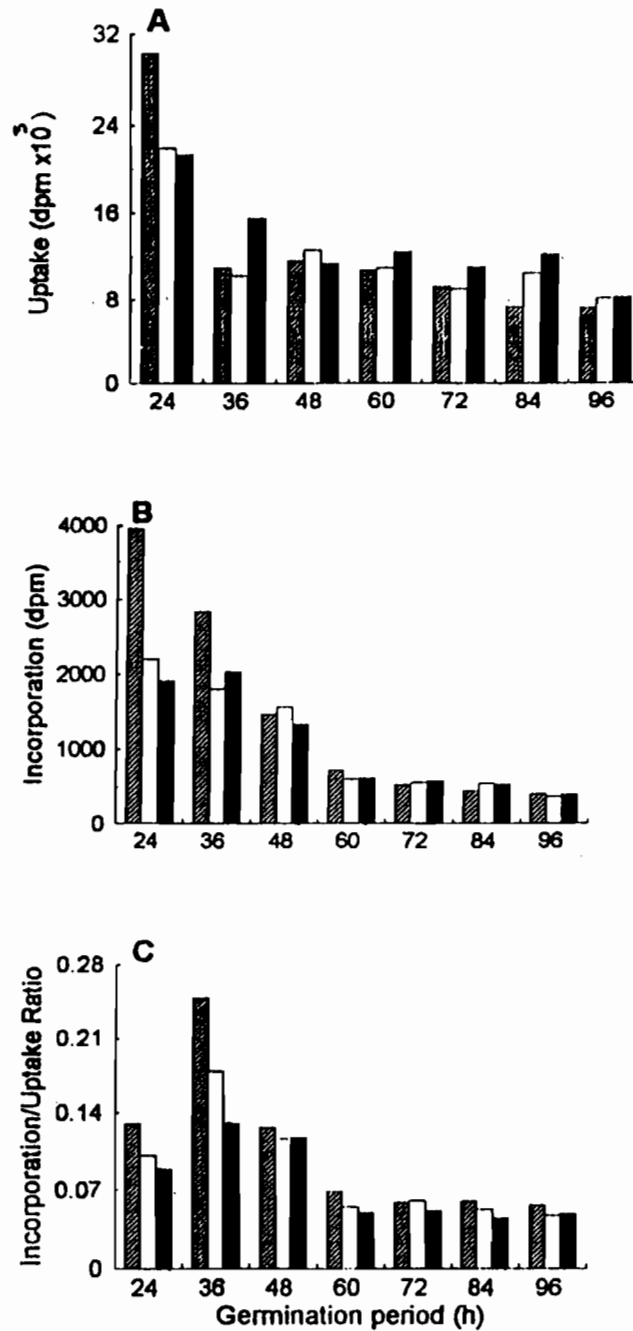 A
32
24
16
8
0
Uptake (dpm x10³)
24 36 48 60 72 84 96
B
4000
3000
2000
1000
0
Incorporation (dpm)
24 36 48 60 72 84 96
C
0.28
0.21
0.14
0.07
0
Incorporation/Uptake Ratio
24 36 48 60 72 84 96
Germination period (h)